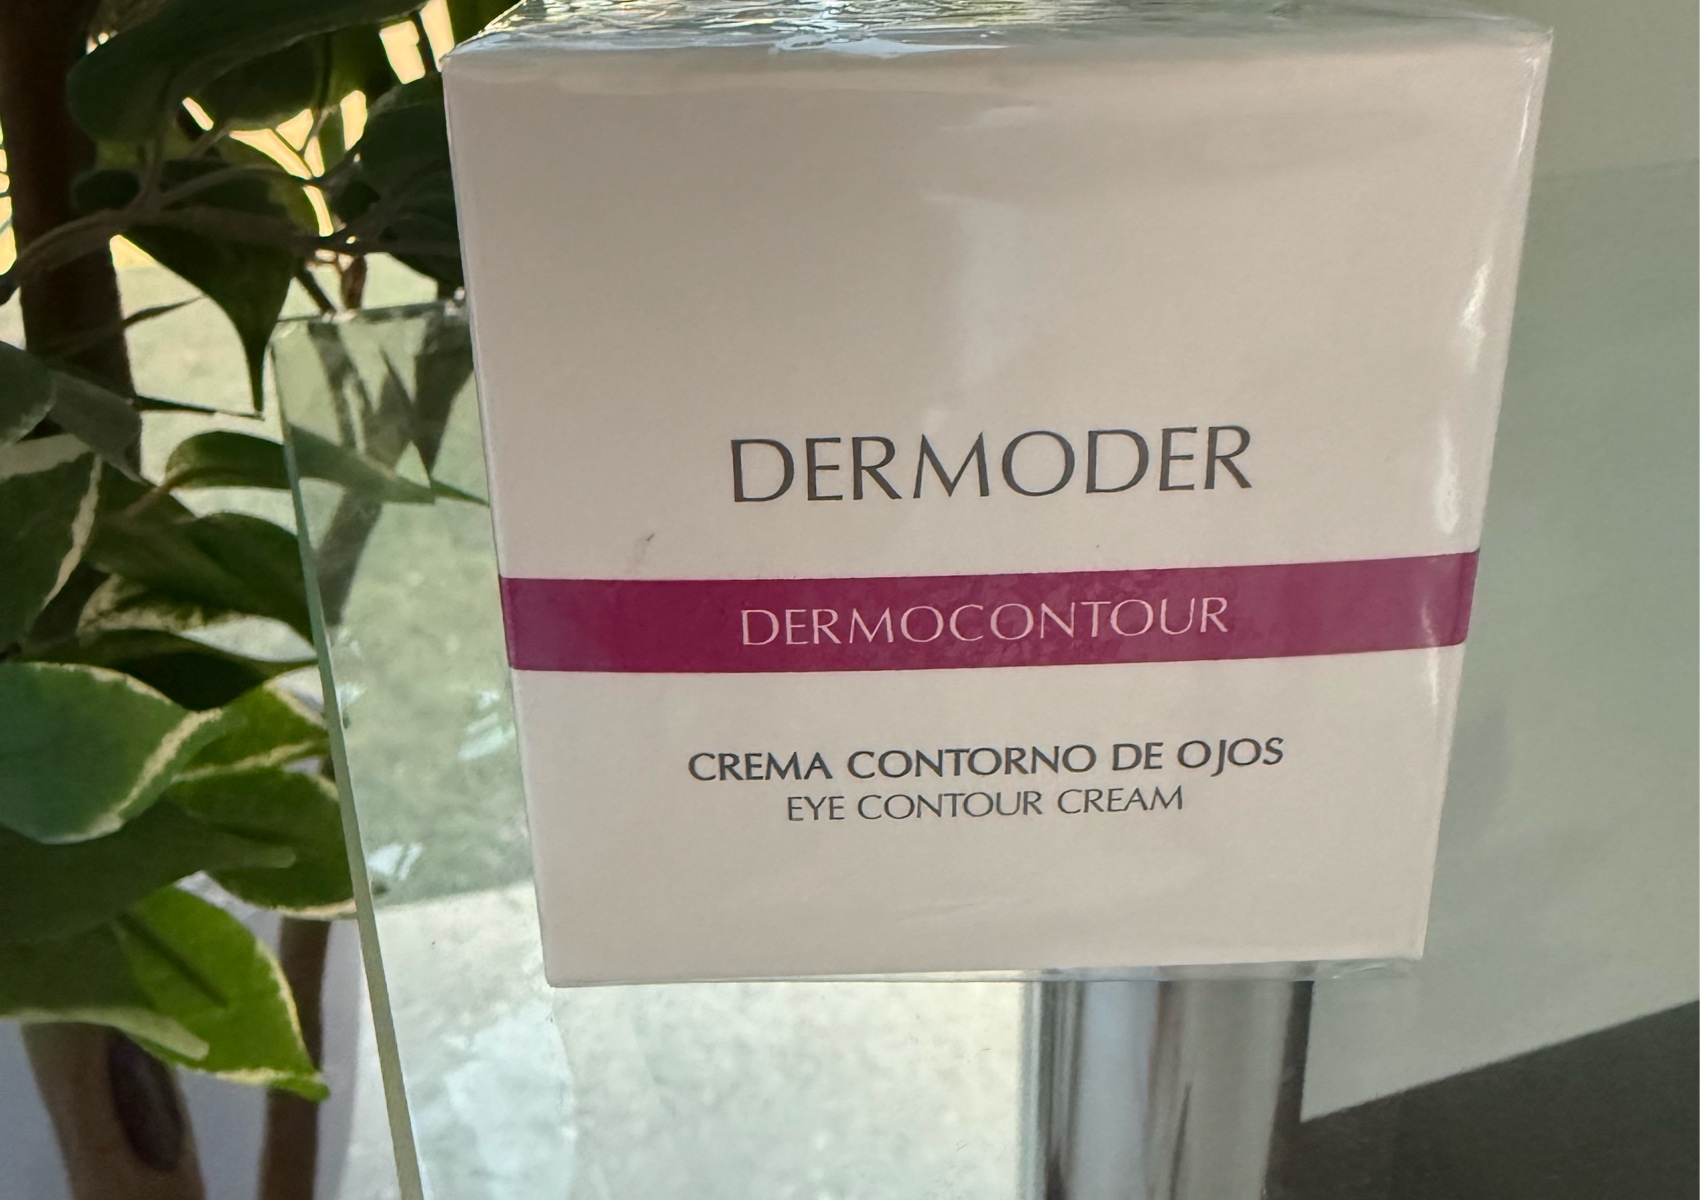 DERMODER
DERMOCONTOUR
CREMA CONTORNO DE OJOS
EYE CONTOUR CREAM